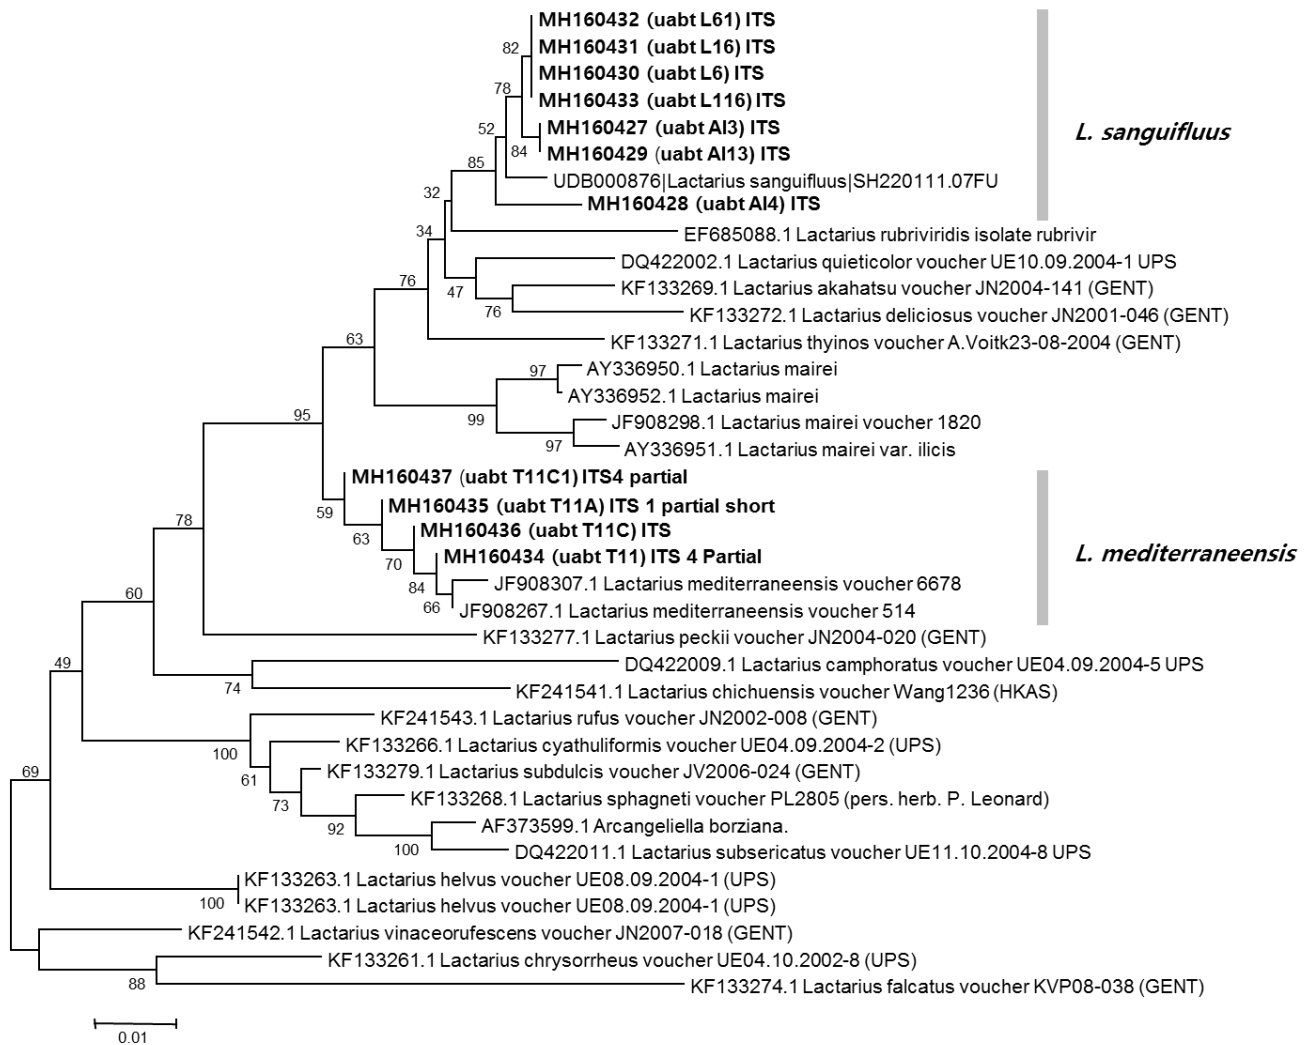 MH160432 (uabt L61) ITS
82
MH160431 (uabt L16) ITS
MH160430 (uabt L6) ITS
78
MH160433 (uabt L116) ITS
52
MH160427 (uabt AI3) ITS
L. sanguifluus
84
MH160429 (uabt AI13) ITS
85
UDB000876|Lactarius sanguifluus|SH220111.07FU
32
MH160428 (uabt AI4) ITS
34
EF685088.1 Lactarius rubriviridis isolate rubrivir
DQ422002.1 Lactarius quieticolor voucher UE10.09.2004-1 UPS
76
47
KF133269.1 Lactarius akahatsu voucher JN2004-141 (GENT)
76
KF133272.1 Lactarius deliciosus voucher JN2001-046 (GENT)
63
KF133271.1 Lactarius thyinos voucher A.Voitk23-08-2004 (GENT)
97
AY336950.1 Lactarius mairei
AY336952.1 Lactarius mairei
95
99
JF908298.1 Lactarius mairei voucher 1820
97
AY336951.1 Lactarius mairei var. ilicis
MH160437 (uabt T11C1) ITS4 partial
59
MH160435 (uabt T11A) ITS 1 partial short
78
63
MH160436 (uabt T11C) ITS
L. mediterraneensis
70
MH160434 (uabt T11) ITS 4 Partial
84
JF908307.1 Lactarius mediterraneensis voucher 6678
60
66
JF908267.1 Lactarius mediterraneensis voucher 514
KF133277.1 Lactarius peckii voucher JN2004-020 (GENT)
49
DQ422009.1 Lactarius camphoratus voucher UE04.09.2004-5 UPS
74
KF241541.1 Lactarius chichuensis voucher Wang1236 (HKAS)
KF241543.1 Lactarius rufus voucher JN2002-008 (GENT)
100
KF133266.1 Lactarius cyathuliformis voucher UE04.09.2004-2 (UPS)
69
61
KF133279.1 Lactarius subdulcis voucher JV2006-024 (GENT)
73
KF133268.1 Lactarius sphagneti voucher PL2805 (pers. herb. P. Leonard)
92
AF373599.1 Arcangeliella borziana.
100
DQ422011.1 Lactarius subsericatus voucher UE11.10.2004-8 UPS
KF133263.1 Lactarius helvus voucher UE08.09.2004-1 (UPS)
100
KF133263.1 Lactarius helvus voucher UE08.09.2004-1 (UPS)
KF241542.1 Lactarius vinaceorufescens voucher JN2007-018 (GENT)
KF133261.1 Lactarius chrysorrheus voucher UE04.10.2002-8 (UPS)
88
KF133274.1 Lactarius falcatus voucher KVP08-038 (GENT)
0.01